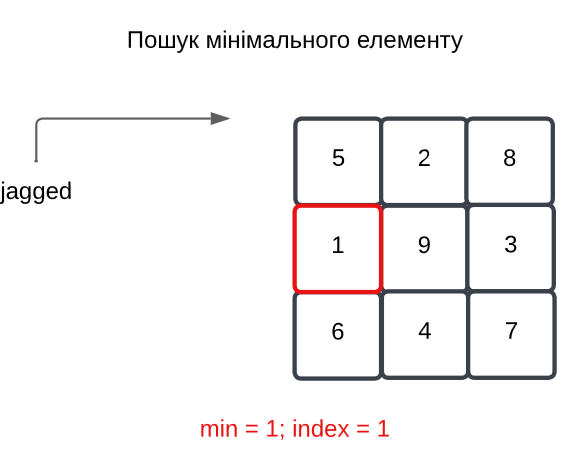 Пошук мінімального елементу
jagged
5 2 8
1 9 3
6 4 7
min = 1; index = 1